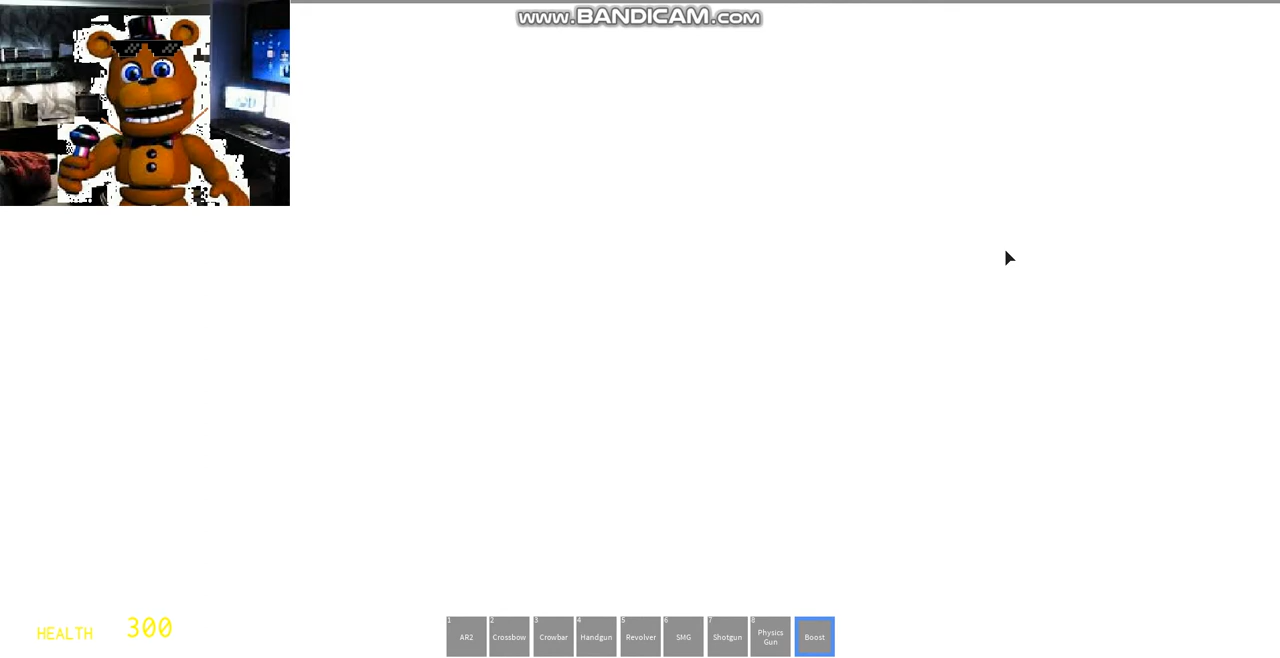 www.BANDICAM.com
HEALTH 300
1 AR2
2 Crossbow
3 Crowbar
4 Handgun
5 Revolver
6 SMG
7 Shotgun
8 Physics
Gun
Boost